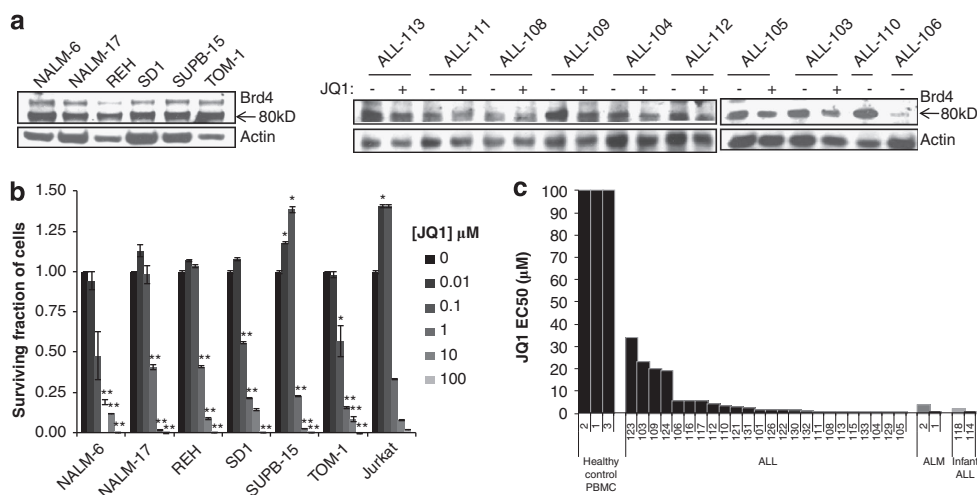 a
NALM-6 NALM-17 REH SD1 SUPB-15 TOM-1
Brd4
←80kD
Actin
ALL-113 ALL-111 ALL-108 ALL-109 ALL-104 ALL-112 ALL-105 ALL-103 ALL-110 ALL-106
JQ1: - + - + - + - + - + - + - + - + - -
Brd4
←80kD
Actin
b
Surviving fraction of cells
1.50
1.25
1.00
0.75
0.50
0.25
0.00
NALM-6 NALM-17 REH SD1 SUPB-15 TOM-1 Jurkat
[JQ1] µM
0
0.01
0.1
1
10
100
c
JQ1 EC50 (µM)
100
90
80
70
60
50
40
30
20
10
0
2 1 3 123 103 109 124 106 116 117 112 110 121 131 101 126 122 130 132 111 108 113 115 133 104 129 105 2 1 118 114
Healthy control PBMC
ALL
ALM
Infant ALL